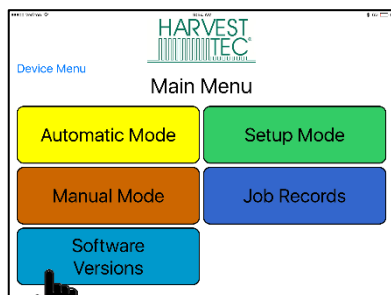 HARVEST
TEC
Device Menu
Main Menu
Automatic Mode
Setup Mode
Manual Mode
Job Records
Software
Versions